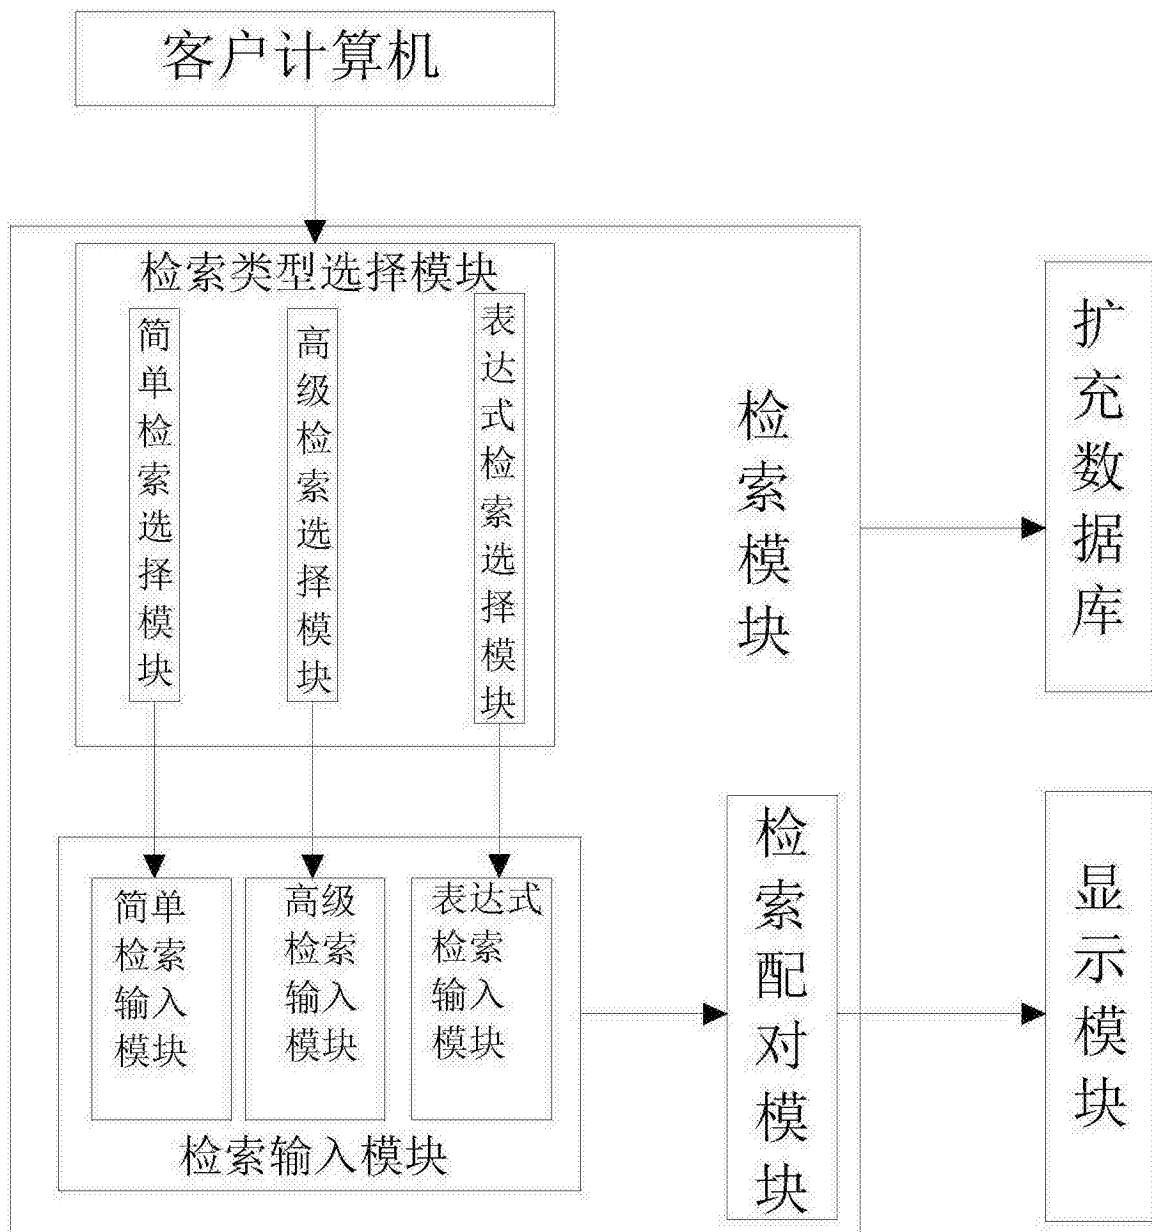 客户计算机
检索类型选择模块
简单检索选择模块
高级检索选择模块
表达式检索选择模块
检索模块
扩充数据库
简单
检索
输入
模块
高级
检索
输入
模块
表达式
检索
输入
模块
检索输入模块
检索配对模块
显示模块